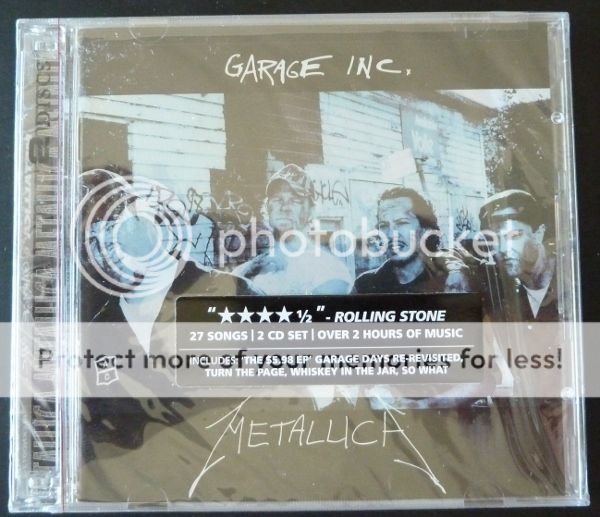 GARAGE INC.
2 DISCS
photobucket
"★★★★ ½" - ROLLING STONE
27 SONGS | 2 CD SET | OVER 2 HOURS OF MUSIC
Protect more of your memories for less!
INCLUDES: 'THE $5.98 EP' GARAGE DAYS RE-REVISITED,
TURN THE PAGE, WHISKEY IN THE JAR, SO WHAT
METALLICA